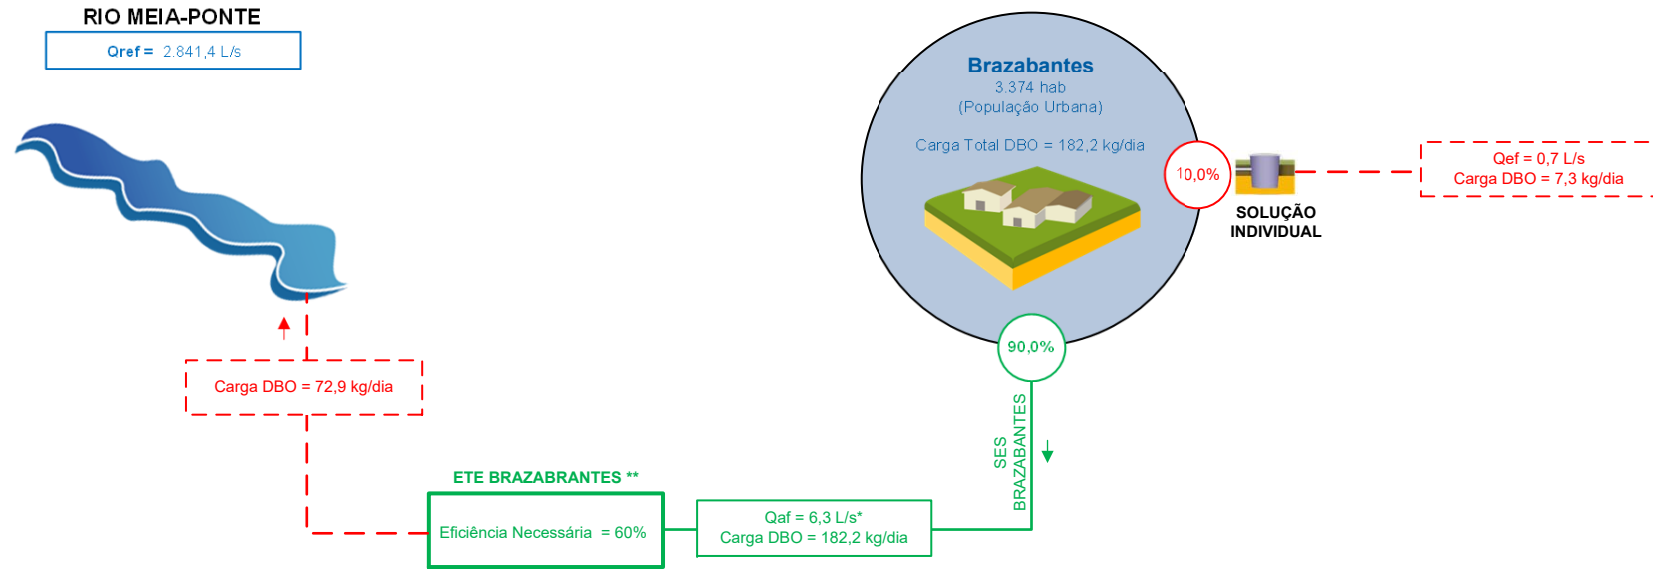 RIO MEIA-PONTE
Qref = 2.841,4 L/s
Brazabantes
3.374 hab
(População Urbana)
Carga Total DBO = 182,2 kg/dia
10,0%
SOLUÇÃO
INDIVIDUAL
Qef = 0,7 L/s
Carga DBO = 7,3 kg/dia
90,0%
SES
BRAZABANTES
Carga DBO = 72,9 kg/dia
ETE BRAZABRANTES **
Eficiência Necessária = 60%
Qaf = 6,3 L/s*
Carga DBO = 182,2 kg/dia